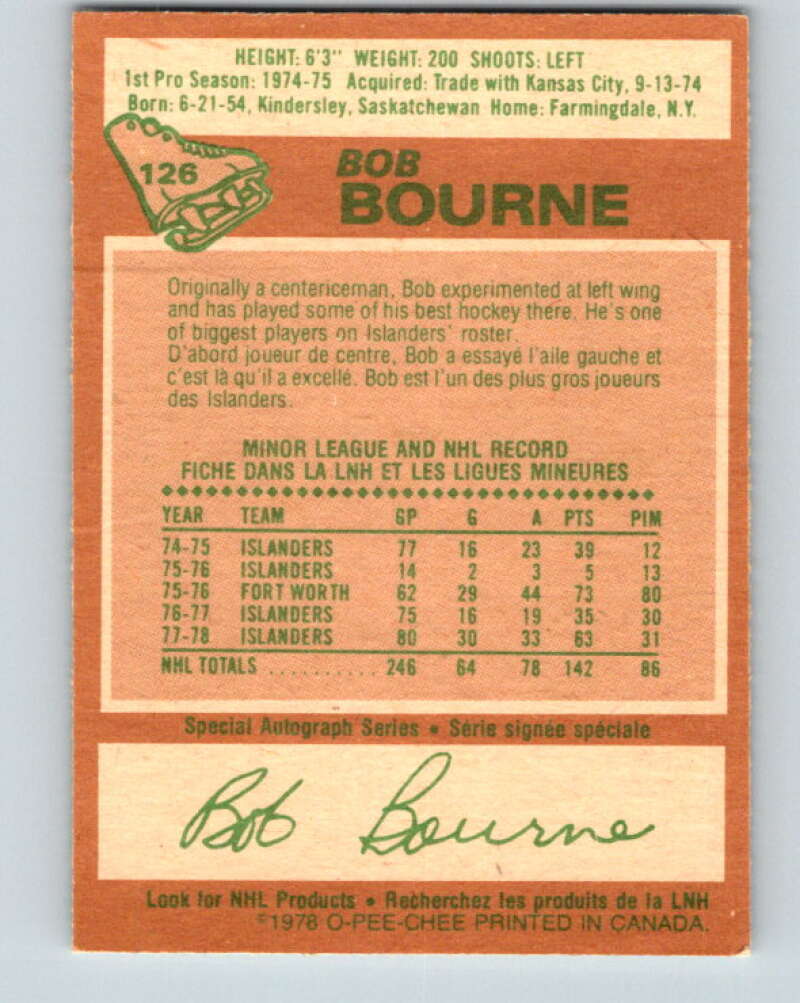 HEIGHT: 6'3" WEIGHT: 200 SHOOTS: LEFT
1st Pro Season: 1974-75 Acquired: Trade with Kansas City, 9-13-74
Born: 6-21-54, Kindersley, Saskatchewan Home: Farmingdale, N.Y.
126
BOB
BOURNE
Originally a centericeman, Bob experimented at left wing
and has played some of his best hockey there. He's one
of biggest players on Islanders' roster.
D'abord joueur de centre, Bob a essayé l'aile gauche et
c'est là qu'il a excellé. Bob est l'un des plus gros joueurs
des Islanders.
MINOR LEAGUE AND NHL RECORD
FICHE DANS LA LNH ET LES LIGUES MINEURES
YEAR TEAM GP G A PTS PIM
74-75 ISLANDERS 77 16 23 39 12
75-76 ISLANDERS 14 2 3 5 13
75-76 FORT WORTH 62 29 44 73 80
76-77 ISLANDERS 75 16 19 35 30
77-78 ISLANDERS 80 30 33 63 31
NHL TOTALS .......... 246 64 78 142 86
Special Autograph Series • Série signée spéciale
Bob Bourne
Look for NHL Products • Recherchez les produits de la LNH
©1978 O-PEE-CHEE PRINTED IN CANADA.